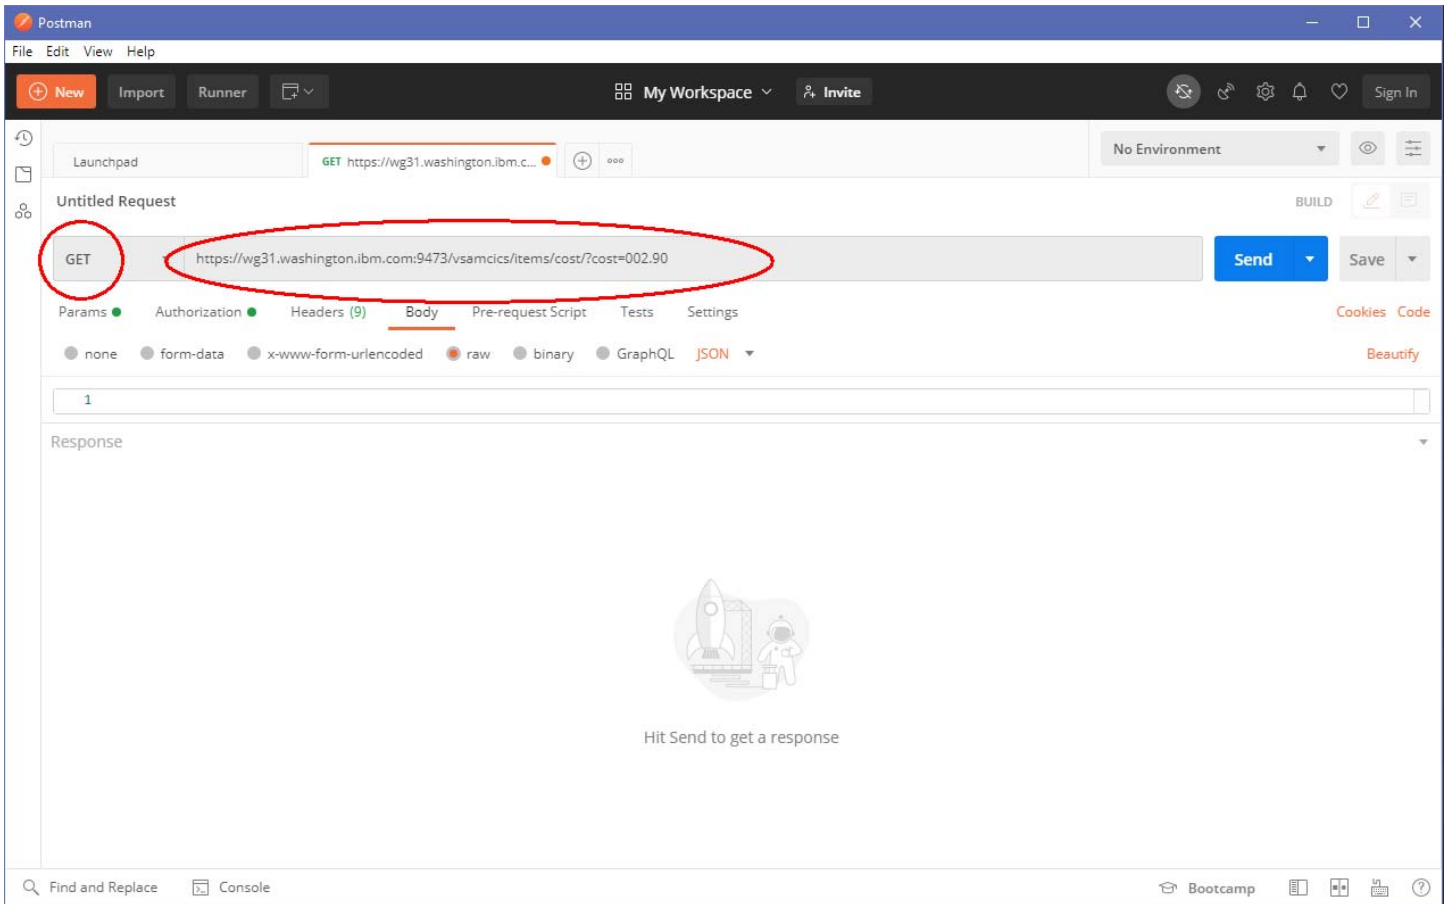 Postman
File Edit View Help
New Import Runner My Workspace Invite Sign In
Launchpad GET https://wg31.washington.ibm.c... No Environment
Untitled Request BUILD
GET https://wg31.washington.ibm.com:9473/vsamcics/items/cost/?cost=002.90 Send Save
Params Authorization Headers (9) Body Pre-request Script Tests Settings Cookies Code
none form-data x-www-form-urlencoded raw binary GraphQL JSON Beautify
1
Response
Hit Send to get a response
Find and Replace Console Bootcamp